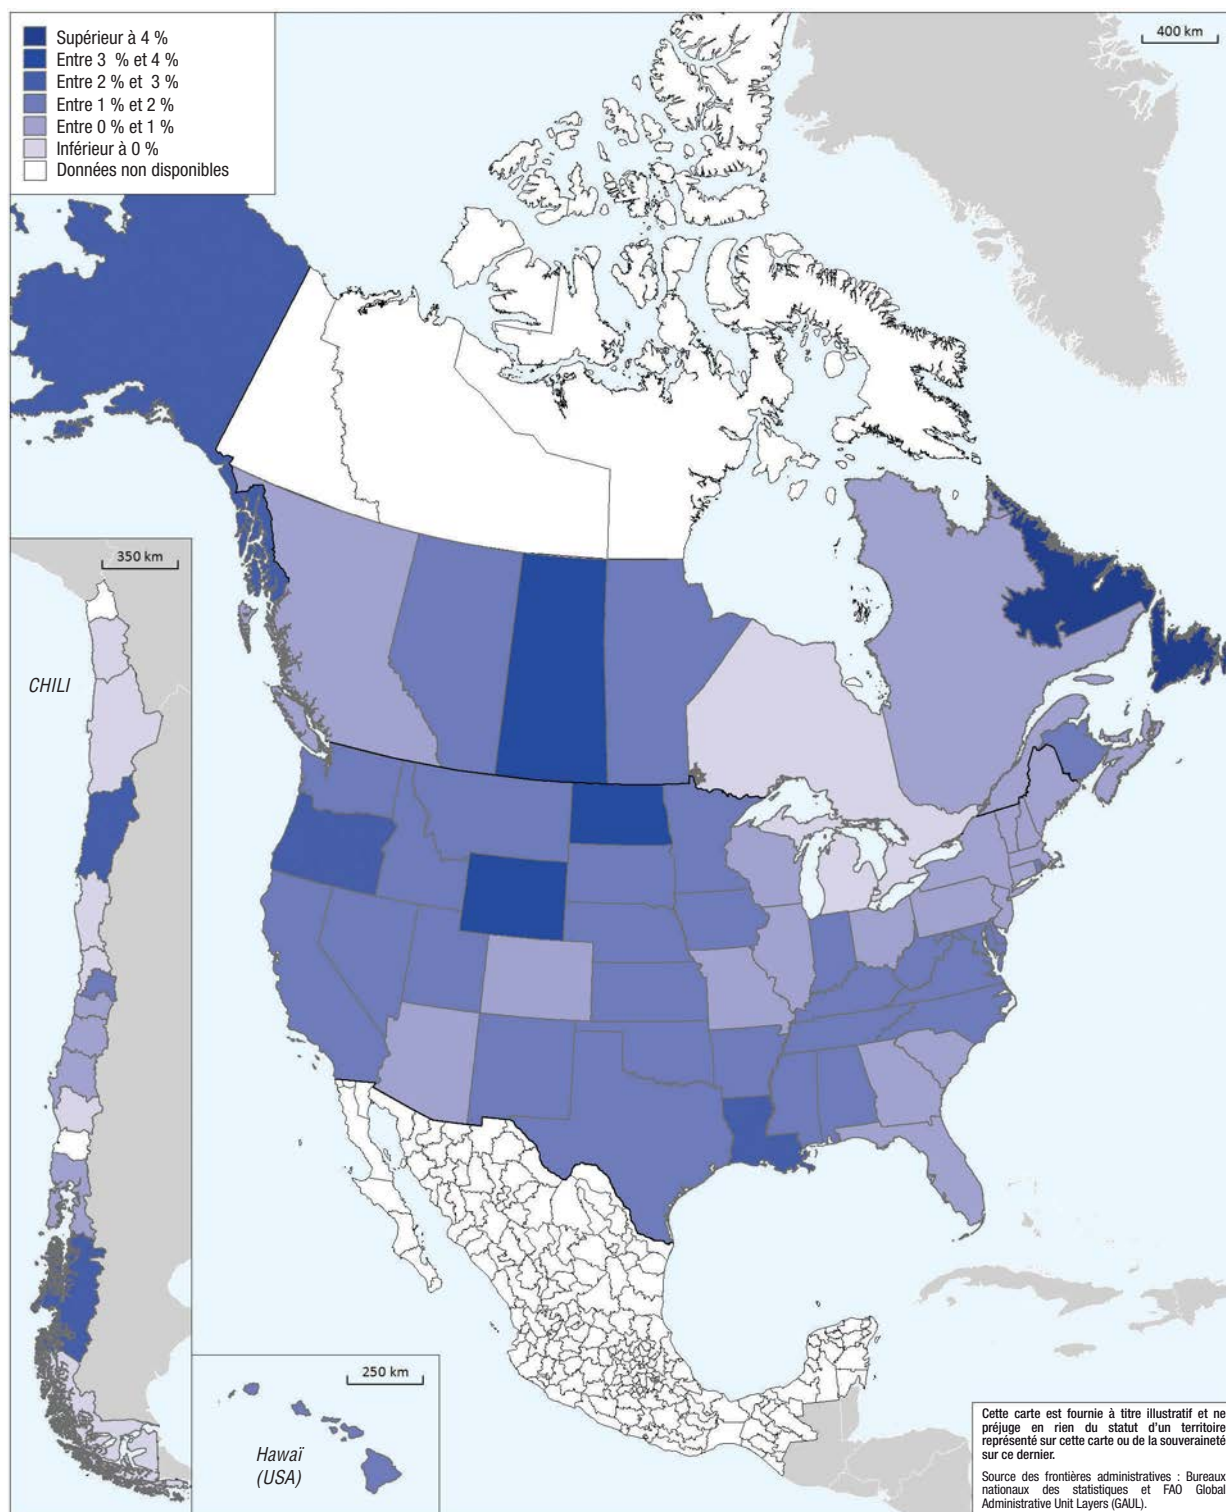 Supérieur à 4 %
Entre 3 % et 4 %
Entre 2 % et 3 %
Entre 1 % et 2 %
Entre 0 % et 1 %
Inférieur à 0 %
Données non disponibles
400 km
350 km
CHILI
250 km
Hawaï
(USA)
Cette carte est fournie à titre illustratif et ne
préjuge en rien du statut d'un territoire
représenté sur cette carte ou de la souveraineté
sur ce dernier.
Source des frontières administratives : Bureaux
nationaux des statistiques et FAO Global
Administrative Unit Layers (GAUL).